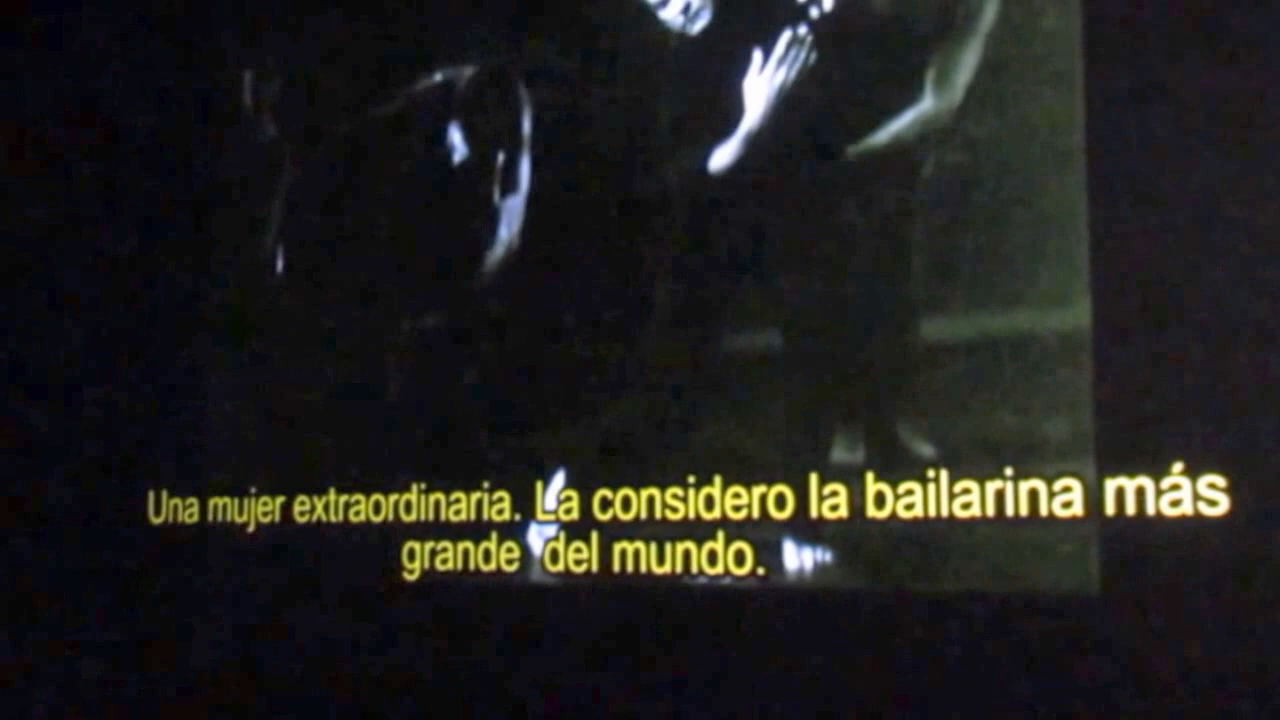 Una mujer extraordinaria. La considero la bailarina más
grande del mundo.